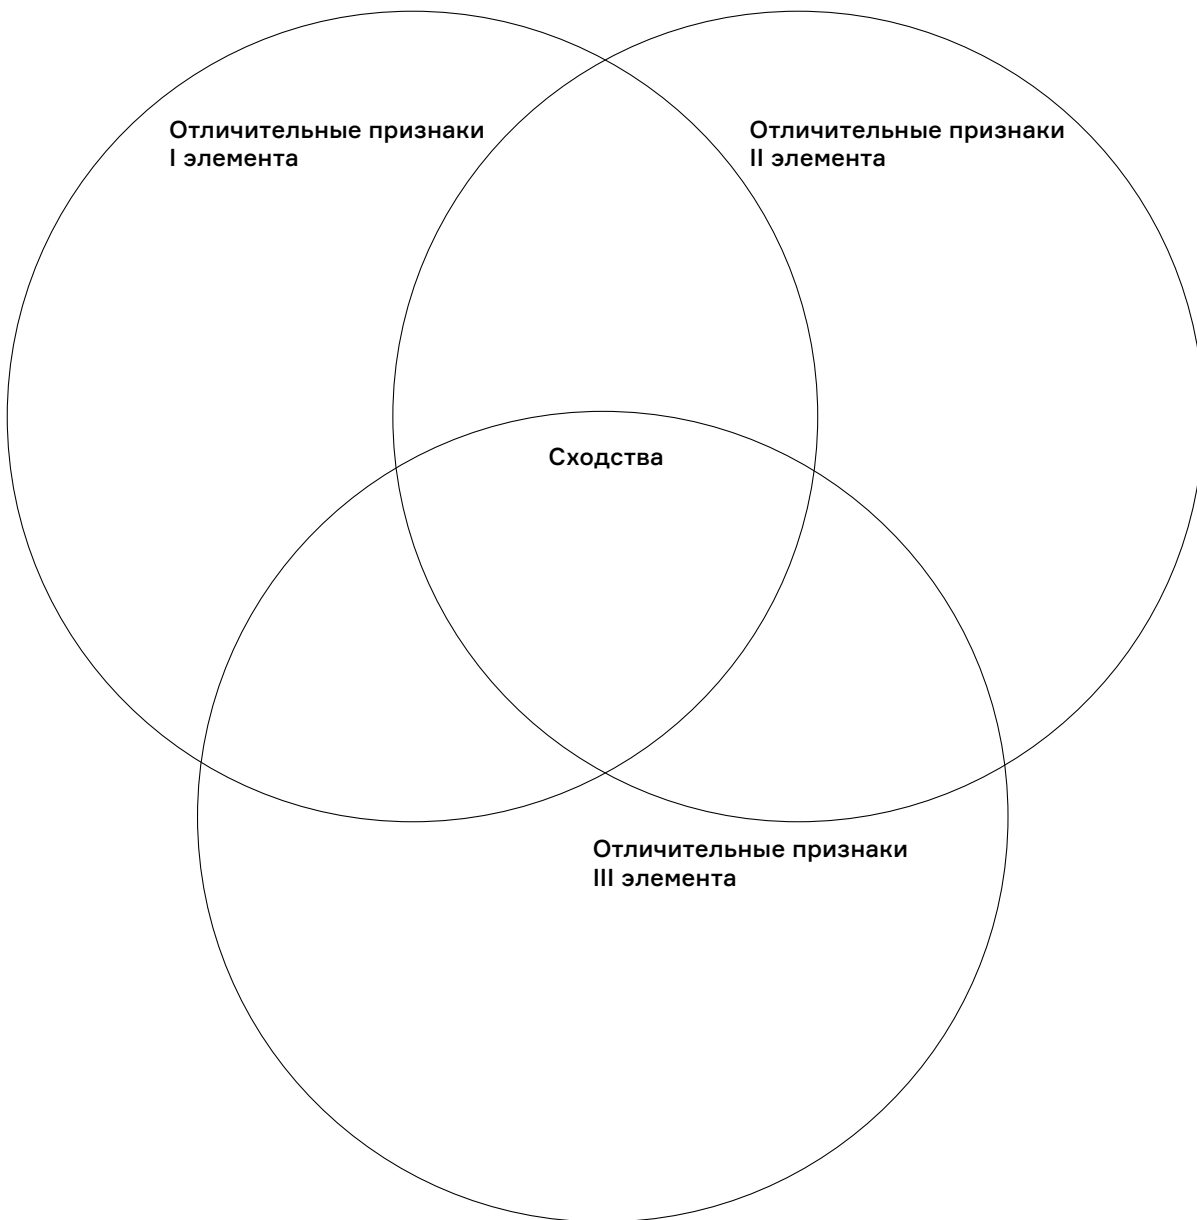 Отличительные признаки
I элемента
Отличительные признаки
II элемента
Сходства
Отличительные признаки
III элемента